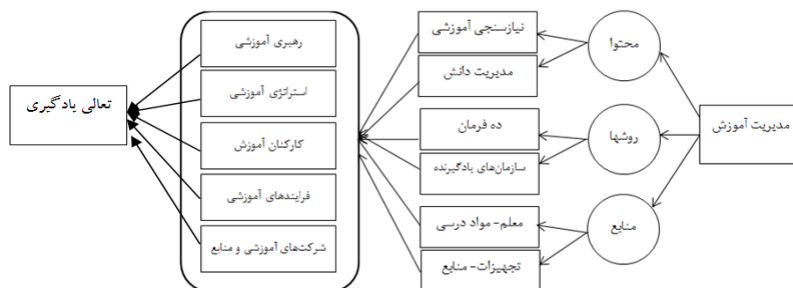 مدیریت آموزش
محتوا
روشها
منابع
نیازسنجی آموزشی
مدیریت دانش
ده فرمان
سازمان‌های یادگیرنده
معلم- مواد درسی
تجهیزات- منابع
رهبری آموزشی
استراتژی آموزشی
کارکنان آموزش
فرایندهای آموزشی
شرکت‌های آموزشی و منابع
تعالی یادگیری